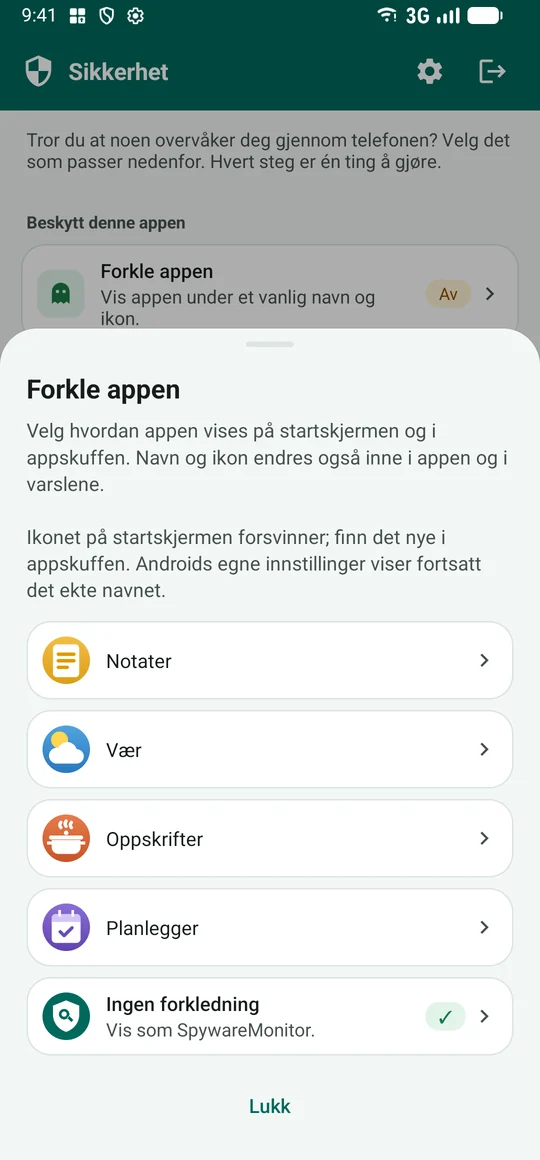 9:41
3G
Sikkerhet
Tror du at noen overvåker deg gjennom telefonen? Velg det
som passer nedenfor. Hvert steg er én ting å gjøre.
Beskytt denne appen
Forkle appen
Vis appen under et vanlig navn og
ikon.
Av
Forkle appen
Velg hvordan appen vises på startskjermen og i
appskuffen. Navn og ikon endres også inne i appen og i
varslene.
Ikonet på startskjermen forsvinner; finn det nye i
appskuffen. Androids egne innstillinger viser fortsatt
det ekte navnet.
Notater
Vær
Oppskrifter
Planlegger
Ingen forkledning
Vis som SpywareMonitor.
Lukk